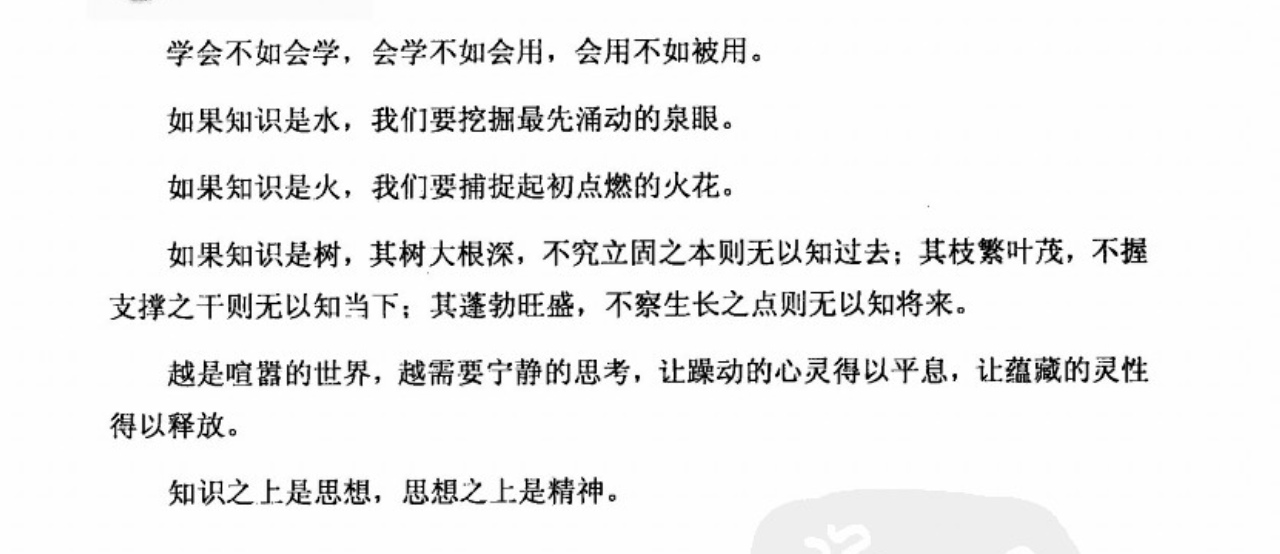 学会不如会学，会学不如会用，会用不如被用。
如果知识是水，我们要挖掘最先涌动的泉眼。
如果知识是火，我们要捕捉起初点燃的火花。
如果知识是树，其树大根深，不究立固之本则无以知过去；其枝繁叶茂，不握
支撑之干则无以知当下；其蓬勃旺盛，不察生长之点则无以知将来。
越是喧嚣的世界，越需要宁静的思考，让躁动的心灵得以平息，让蕴藏的灵性
得以释放。
知识之上是思想，思想之上是精神。